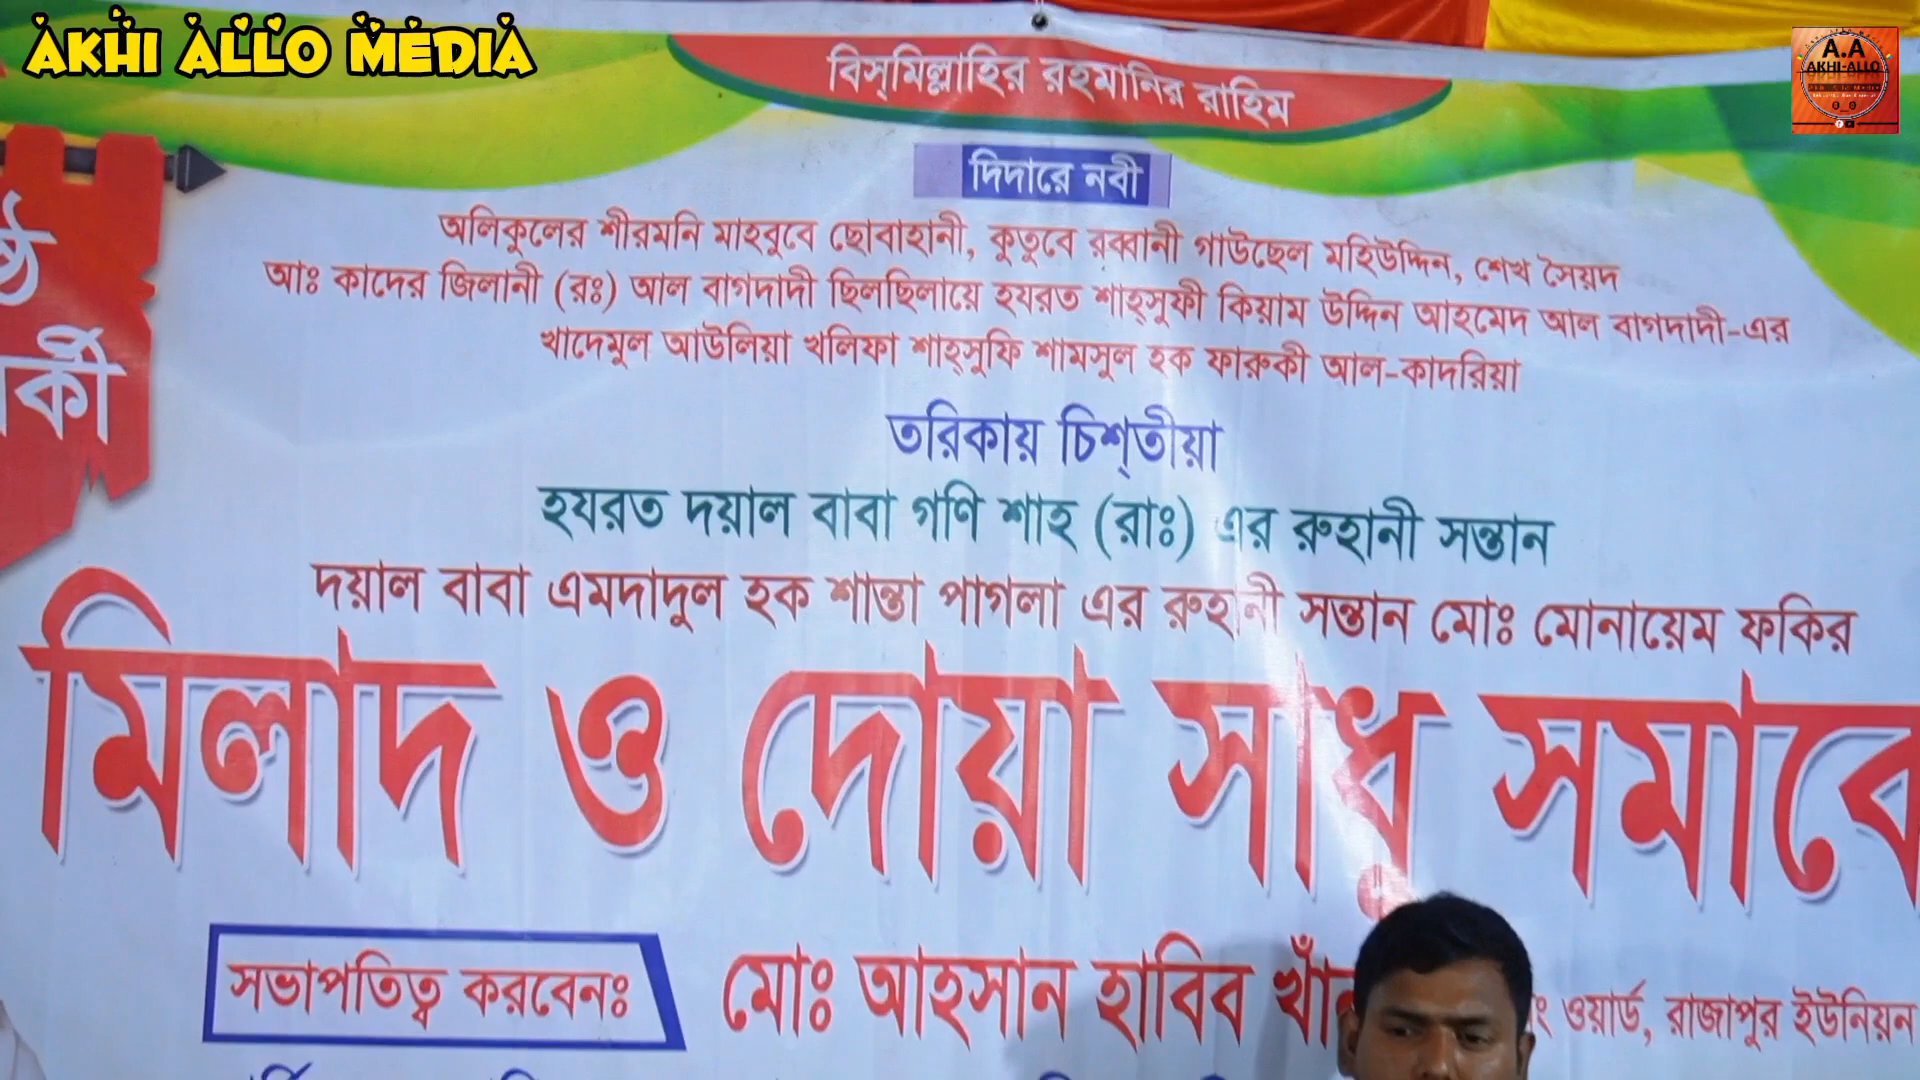 AKHI ALLO MEDIA
A.A
AKHI-ALLO
বিস্‌মিল্লাহির রহমানির রাহিম
দিদারে নবী
অলিকুলের শীরমনি মাহবুবে ছোবাহানী, কুতুবে রব্বানী গাউছেল মহিউদ্দিন, শেখ সৈয়দ
আঃ কাদের জিলানী (রঃ) আল বাগদাদী ছিলছিলায়ে হযরত শাহ্‌সুফী কিয়াম উদ্দিন আহমেদ আল বাগদাদী-এর
খাদেমুল আউলিয়া খলিফা শাহ্‌সুফি শামসুল হক ফারুকী আল-কাদরিয়া
তরিকায় চিশ্‌তীয়া
হযরত দয়াল বাবা গণি শাহ (রাঃ) এর রুহানী সন্তান
দয়াল বাবা এমদাদুল হক শান্তা পাগলা এর রুহানী সন্তান মোঃ মোনায়েম ফকির
মিলাদ ও দোয়া সাধু সমাবে
সভাপতিত্ব করবেনঃ
মোঃ আহসান হাবিব খাঁন
ওয়ার্ড, রাজাপুর ইউনিয়ন